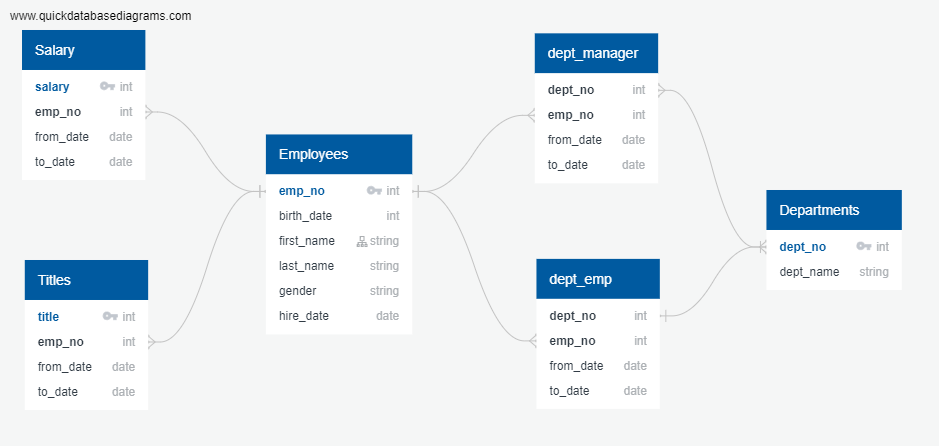 www.quickdatabasediagrams.com
Salary
salary int
emp_no int
from_date date
to_date date
Titles
title int
emp_no int
from_date date
to_date date
Employees
emp_no int
birth_date int
first_name string
last_name string
gender string
hire_date date
dept_manager
dept_no int
emp_no int
from_date date
to_date date
dept_emp
dept_no int
emp_no int
from_date date
to_date date
Departments
dept_no int
dept_name string